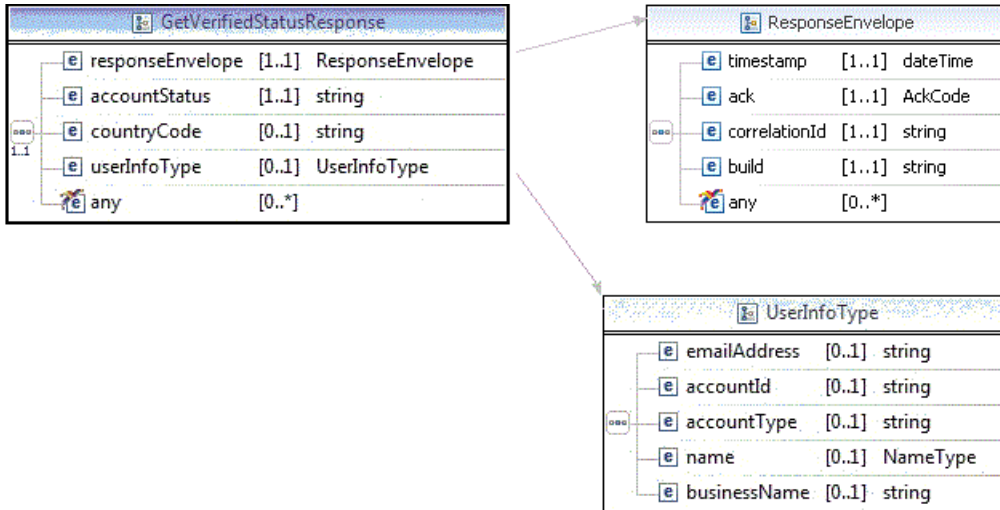 GetVerifiedStatusResponse
e responseEnvelope [1..1] ResponseEnvelope
e accountStatus [1..1] string
e countryCode [0..1] string
1..1
e userInfoType [0..1] UserInfoType
e any [0..*]
ResponseEnvelope
e timestamp [1..1] dateTime
e ack [1..1] AckCode
e correlationId [1..1] string
e build [1..1] string
e any [0..*]
UserInfoType
e emailAddress [0..1] string
e accountId [0..1] string
e accountType [0..1] string
e name [0..1] NameType
e businessName [0..1] string